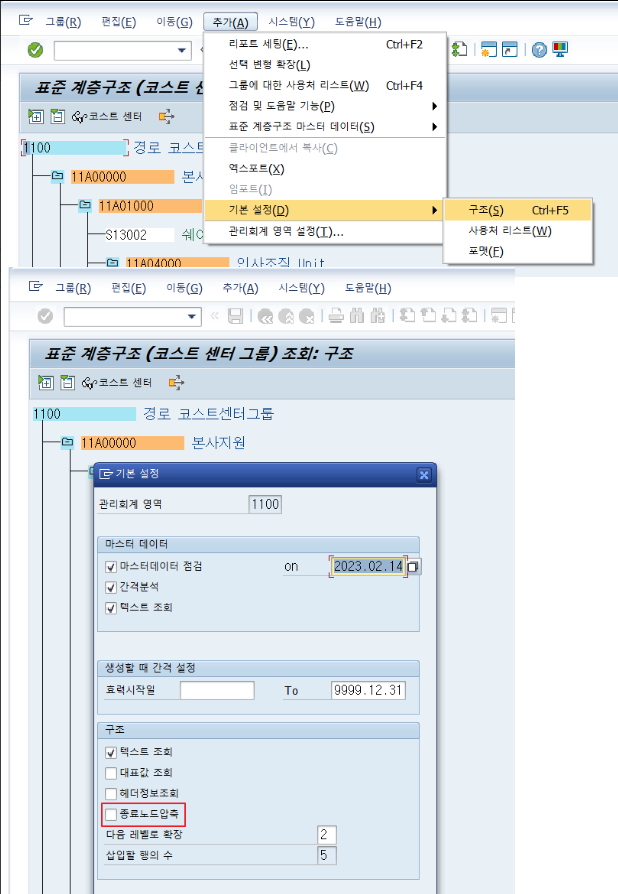 그룹(R) 편집(E) 이동(G) 추가(A) 시스템(Y) 도움말(H)
리포트 세팅(E)... Ctrl+F2
선택 변형 확장(L)
그룹에 대한 사용처 리스트(W) Ctrl+F4
점검 및 도움말 기능(P)
표준 계층구조 마스터 데이터(S)
클라이언트에서 복사(C)
엑스포트(X)
임포트(I)
기본 설정(D)
관리회계 영역 설정(T)...
구조(S) Ctrl+F5
사용처 리스트(W)
포맷(F)
표준 계층구조 (코스트 센
코스트 센터
1100 경로 코스트
11A00000 본사
11A01000
S13002 쉐
11A04000 인사조직 Unit
그룹(R) 편집(E) 이동(G) 추가(A) 시스템(Y) 도움말(H)
표준 계층구조 (코스트 센터 그룹) 조회: 구조
코스트 센터
1100 경로 코스트센터그룹
11A00000 본사지원
기본 설정
관리회계 영역 1100
마스터 데이터
마스터데이터 점검 on 2023.02.14
간격분석
텍스트 조회
생성할 때 간격 설정
효력시작일 To 9999.12.31
구조
텍스트 조회
대표값 조회
헤더정보조회
종료노드압축
다음 레벨로 확장 2
삽입할 행의 수 5